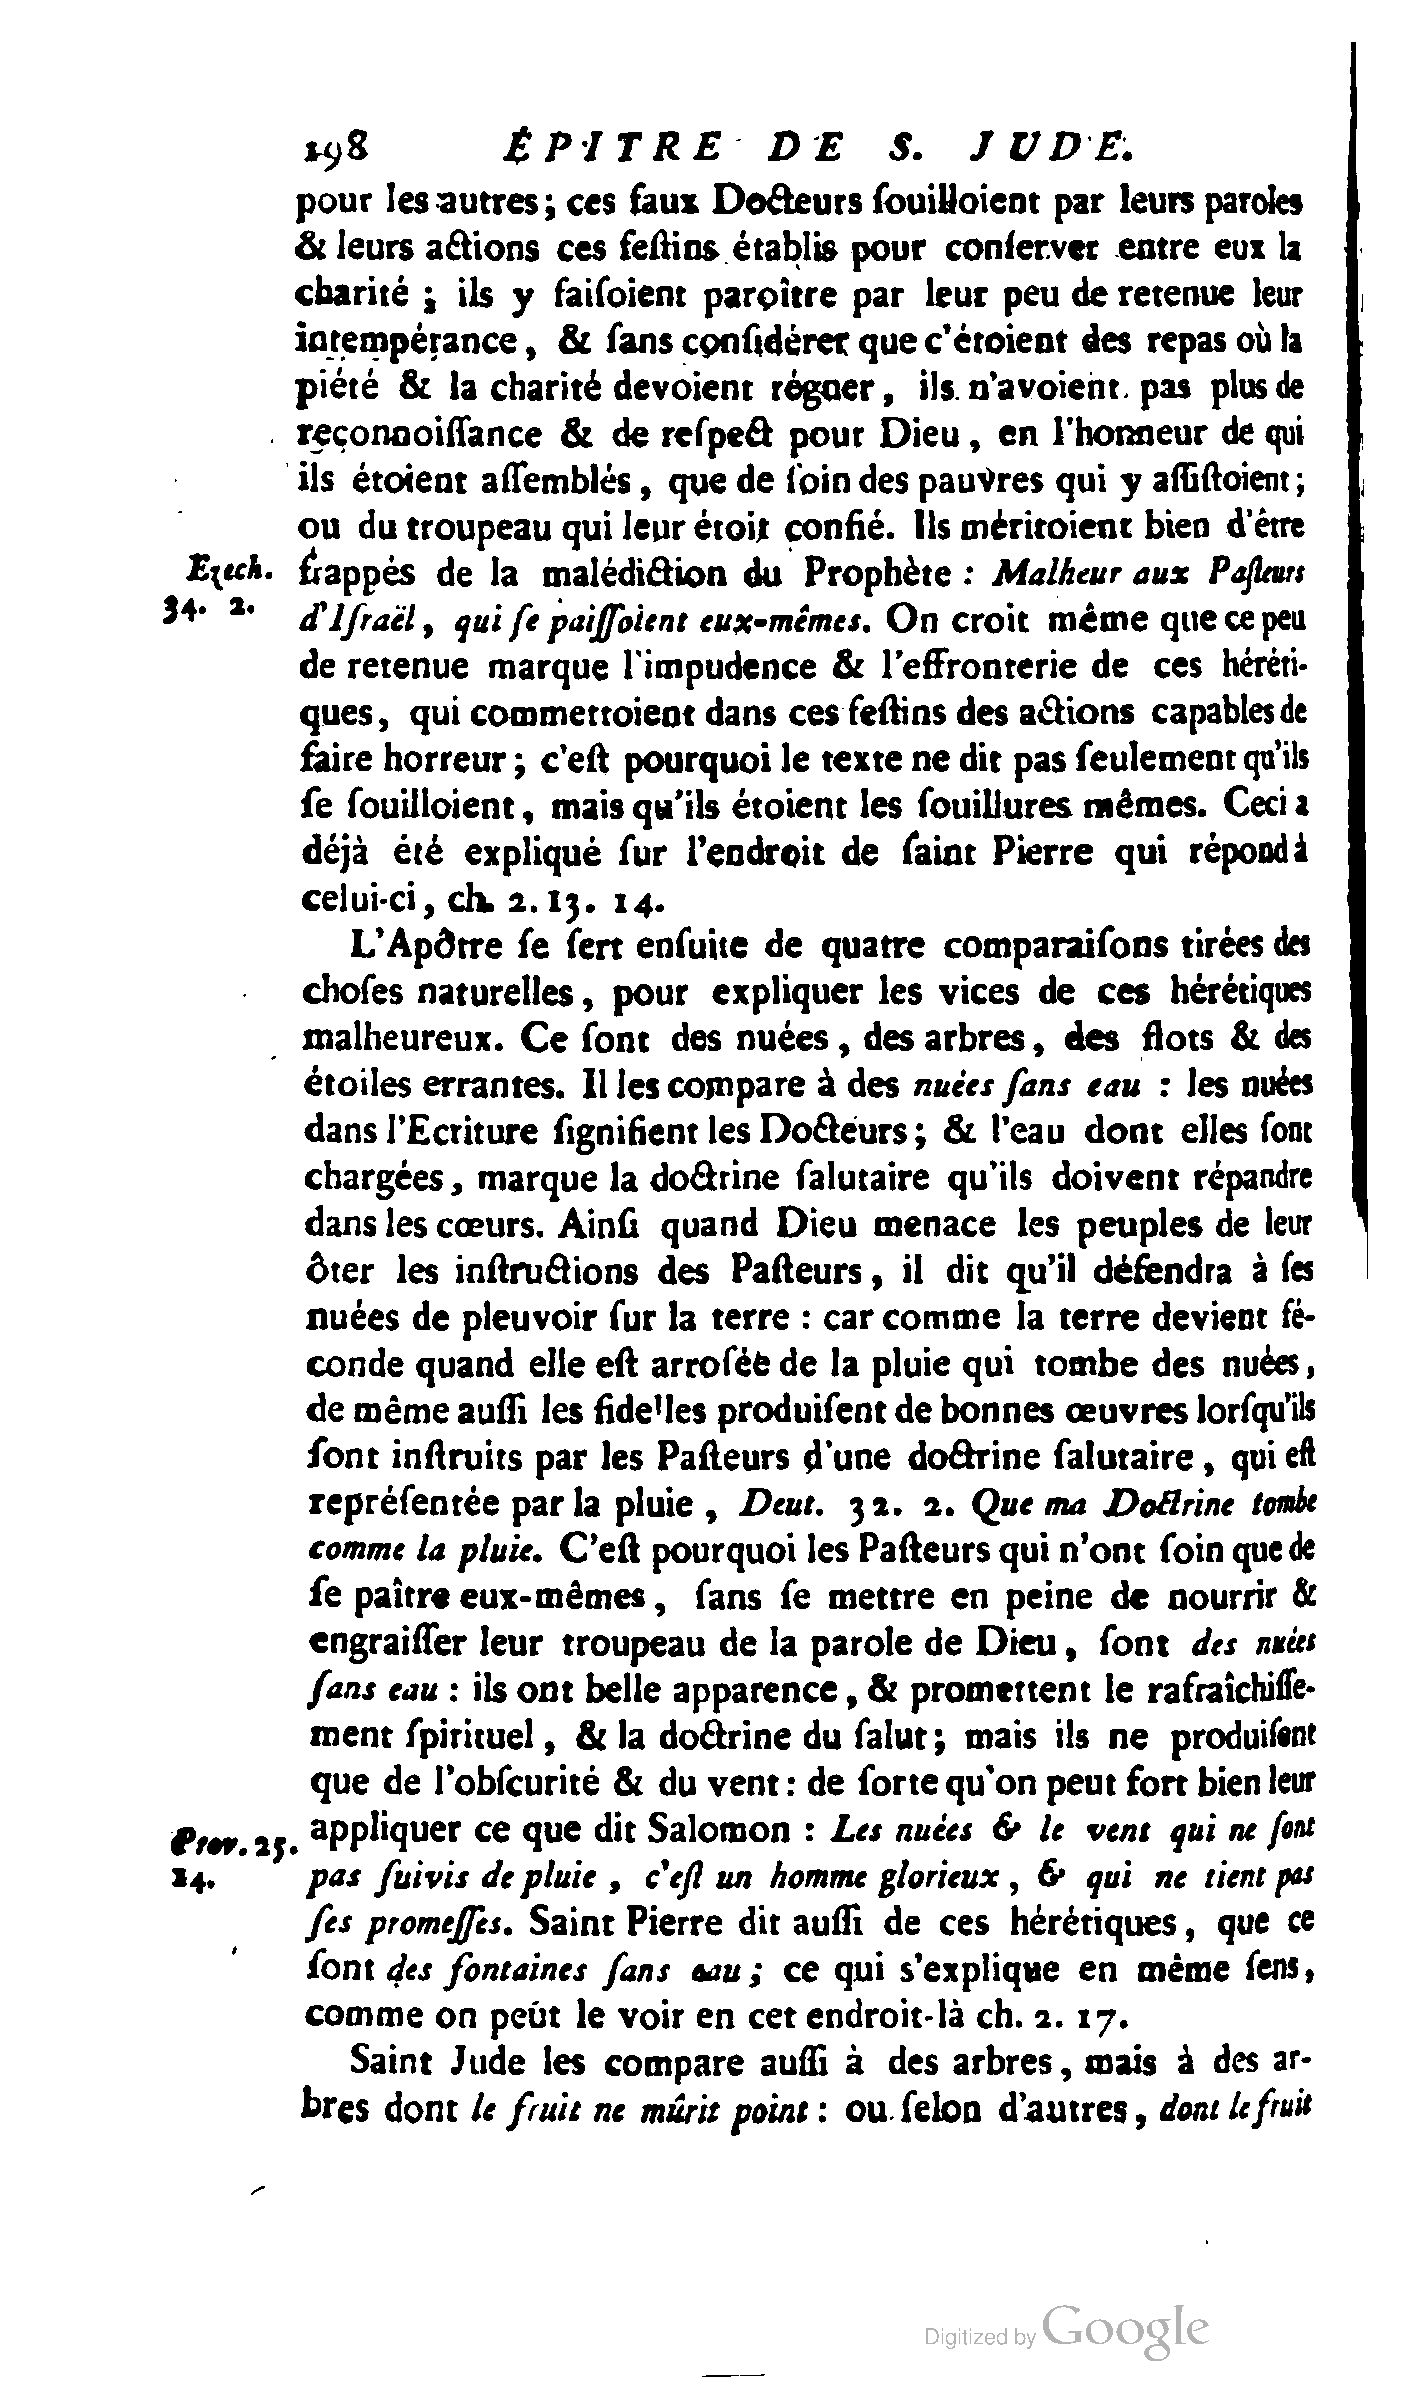 198 ÉPITRE DE S. JUDE.
pour les autres; ces faux Docteurs ſouilloient par leurs paroles
& leurs actions ces feſtins établis pour conſerver entre eux la
charité ; ils y faiſoient paroître par leur peu de retenue leur
intempérance, & ſans conſidérer que c'étoient des repas où la
piété & la charité devoient régner, ils n'avoient pas plus de
reçonnoiſſance & de reſpect pour Dieu, en l'honneur de qui
ils étoient aſſemblés, que de ſoin des pauvres qui y aſſiſtoient;
ou du troupeau qui leur étoit confié. Ils méritoient bien d'être
Ezech. frappés de la malédiction du Prophète : Malheur aux Paſteurs
34. 2. d'Iſraël, qui ſe paiſſoient eux-mêmes. On croit même que ce peu
de retenue marque l'impudence & l'effronterie de ces héréti-
ques, qui commettoient dans ces feſtins des actions capables de
faire horreur; c'eſt pourquoi le texte ne dit pas ſeulement qu'ils
ſe ſouilloient, mais qu'ils étoient les ſouillures mêmes. Ceci a
déjà été expliqué ſur l'endroit de ſaint Pierre qui répond à
celui-ci, ch. 2. 13. 14.
L'Apôtre ſe ſert enſuite de quatre comparaiſons tirées des
choſes naturelles, pour expliquer les vices de ces hérétiques
malheureux. Ce ſont des nuées, des arbres, des flots & des
étoiles errantes. Il les compare à des nuées ſans eau : les nuées
dans l'Ecriture ſignifient les Docteurs; & l'eau dont elles ſont
chargées, marque la doctrine ſalutaire qu'ils doivent répandre
dans les cœurs. Ainſi quand Dieu menace les peuples de leur
ôter les inſtructions des Paſteurs, il dit qu'il défendra à ſes
nuées de pleuvoir ſur la terre : car comme la terre devient fé-
conde quand elle eſt arroſée de la pluie qui tombe des nuées,
de même auſſi les fidelles produiſent de bonnes œuvres lorſqu'ils
ſont inſtruits par les Paſteurs d'une doctrine ſalutaire, qui eſt
repréſentée par la pluie, Deut. 32. 2. Que ma Doctrine tombe
comme la pluie. C'eſt pourquoi les Paſteurs qui n'ont ſoin que de
ſe paître eux-mêmes, ſans ſe mettre en peine de nourrir &
engraiſſer leur troupeau de la parole de Dieu, ſont des nuées
ſans eau : ils ont belle apparence, & promettent le rafraîchiſſe-
ment ſpirituel, & la doctrine du ſalut; mais ils ne produiſent
que de l'obſcurité & du vent: de ſorte qu'on peut fort bien leur
Prov. 25. appliquer ce que dit Salomon : Les nuées & le vent qui ne ſont
14. pas ſuivis de pluie, c'eſt un homme glorieux, & qui ne tient pas
ſes promeſſes. Saint Pierre dit auſſi de ces hérétiques, que ce
ſont des fontaines ſans eau; ce qui s'explique en même ſens,
comme on peut le voir en cet endroit-là ch. 2. 17.
Saint Jude les compare auſſi à des arbres, mais à des ar-
bres dont le fruit ne mûrit point : ou ſelon d'autres, dont le fruit
Digitized by Google